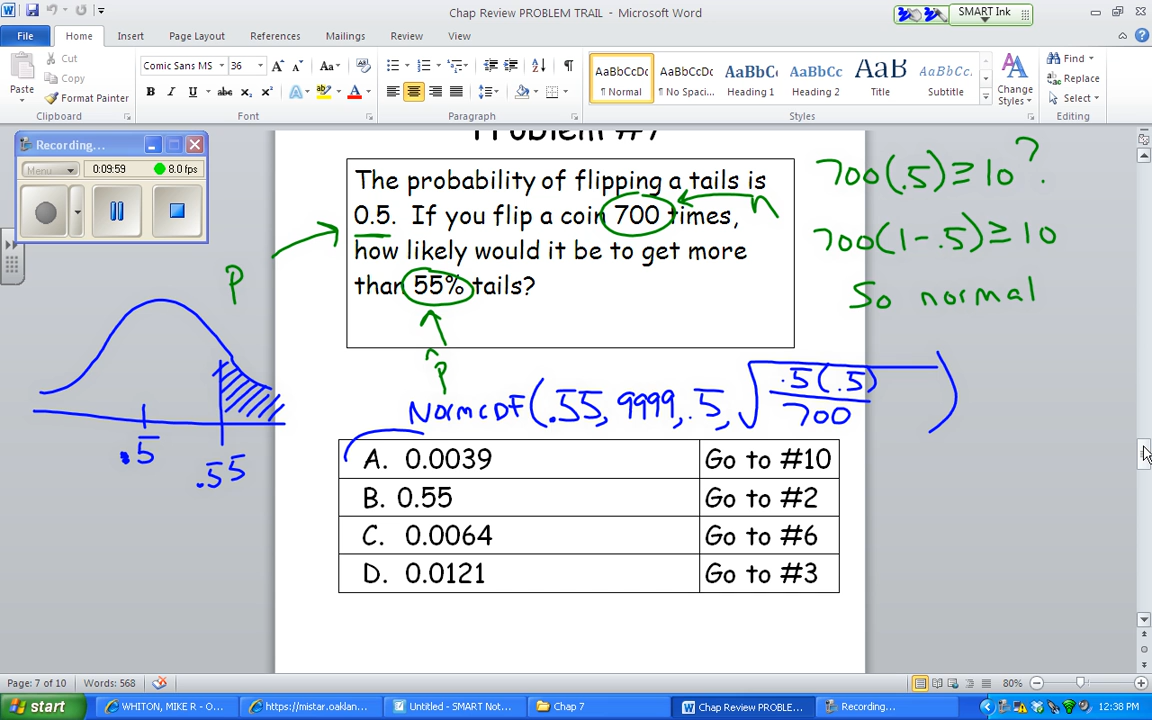 Chap Review PROBLEM TRAIL - Microsoft Word
SMART Ink
File Home Insert Page Layout References Mailings Review View
Cut
Copy
Format Painter
Paste
Clipboard
Comic Sans MS 36
Font
Paragraph
AaBbCcDc AaBbCcDc AaBbCc AaBbCc AaB AaBbCc.
¶ Normal ¶ No Spaci... Heading 1 Heading 2 Title Subtitle
Styles
Change
Styles
Find
Replace
Select
Editing
Recording...
Menu
0:09:59
8.0 fps
Problem #7
The probability of flipping a tails is
0.5. If you flip a coin 700 times,
how likely would it be to get more
than 55% tails?
n
P
p̂
700(.5)≥10?
700(1-.5)≥10
So normal
NormCDF(.55, 9999, .5, √.5(.5)/700)
.5
.55
A. 0.0039 Go to #10
B. 0.55 Go to #2
C. 0.0064 Go to #6
D. 0.0121 Go to #3
Page: 7 of 10 Words: 568
80%
start
WHITON, MIKE R - O...
https://mistar.oaklan...
Untitled - SMART Not...
Chap 7
Chap Review PROBLE...
Recording...
12:38 PM